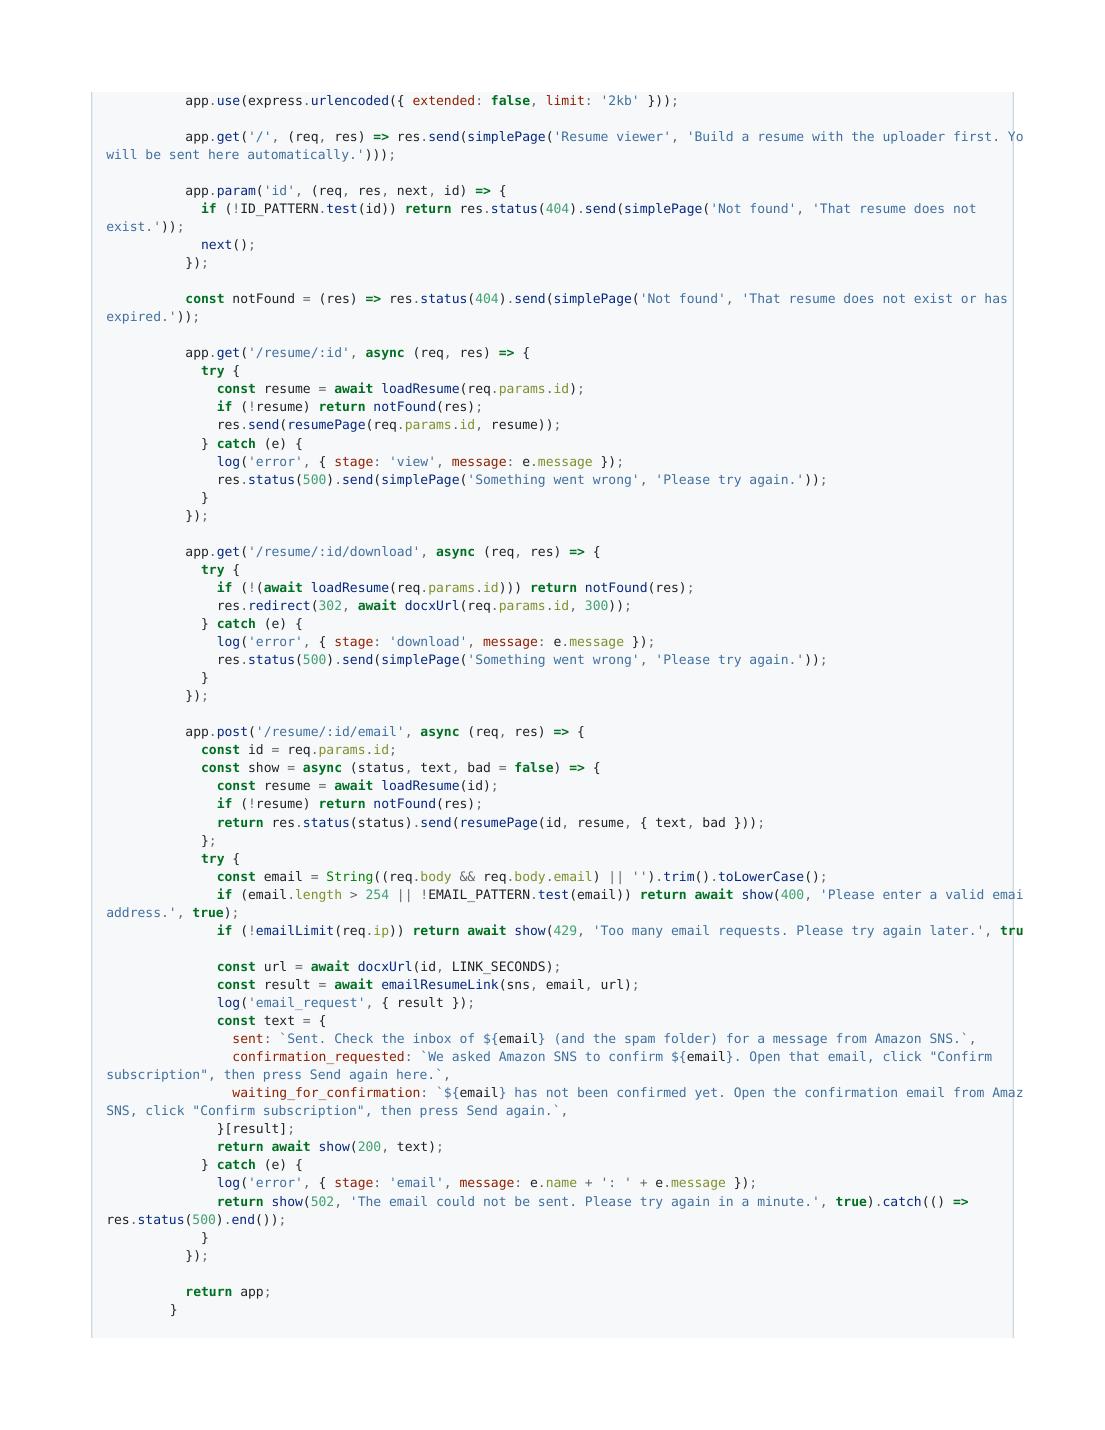 app.use(express.urlencoded({ extended: false, limit: '2kb' }));
app.get('/', (req, res) => res.send(simplePage('Resume viewer', 'Build a resume with the uploader first. Yo
will be sent here automatically.')));
app.param('id', (req, res, next, id) => {
if (!ID_PATTERN.test(id)) return res.status(404).send(simplePage('Not found', 'That resume does not
exist.'));
next();
});
const notFound = (res) => res.status(404).send(simplePage('Not found', 'That resume does not exist or has
expired.'));
app.get('/resume/:id', async (req, res) => {
try {
const resume = await loadResume(req.params.id);
if (!resume) return notFound(res);
res.send(resumePage(req.params.id, resume));
} catch (e) {
log('error', { stage: 'view', message: e.message });
res.status(500).send(simplePage('Something went wrong', 'Please try again.'));
}
});
app.get('/resume/:id/download', async (req, res) => {
try {
if (!(await loadResume(req.params.id))) return notFound(res);
res.redirect(302, await docxUrl(req.params.id, 300));
} catch (e) {
log('error', { stage: 'download', message: e.message });
res.status(500).send(simplePage('Something went wrong', 'Please try again.'));
}
});
app.post('/resume/:id/email', async (req, res) => {
const id = req.params.id;
const show = async (status, text, bad = false) => {
const resume = await loadResume(id);
if (!resume) return notFound(res);
return res.status(status).send(resumePage(id, resume, { text, bad }));
};
try {
const email = String((req.body && req.body.email) || '').trim().toLowerCase();
if (email.length > 254 || !EMAIL_PATTERN.test(email)) return await show(400, 'Please enter a valid emai
address.', true);
if (!emailLimit(req.ip)) return await show(429, 'Too many email requests. Please try again later.', tru
const url = await docxUrl(id, LINK_SECONDS);
const result = await emailResumeLink(sns, email, url);
log('email_request', { result });
const text = {
sent: `Sent. Check the inbox of ${email} (and the spam folder) for a message from Amazon SNS.`,
confirmation_requested: `We asked Amazon SNS to confirm ${email}. Open that email, click "Confirm
subscription", then press Send again here.`,
waiting_for_confirmation: `${email} has not been confirmed yet. Open the confirmation email from Amaz
SNS, click "Confirm subscription", then press Send again.`,
}[result];
return await show(200, text);
} catch (e) {
log('error', { stage: 'email', message: e.name + ': ' + e.message });
return show(502, 'The email could not be sent. Please try again in a minute.', true).catch(() =>
res.status(500).end());
}
});
return app;
}